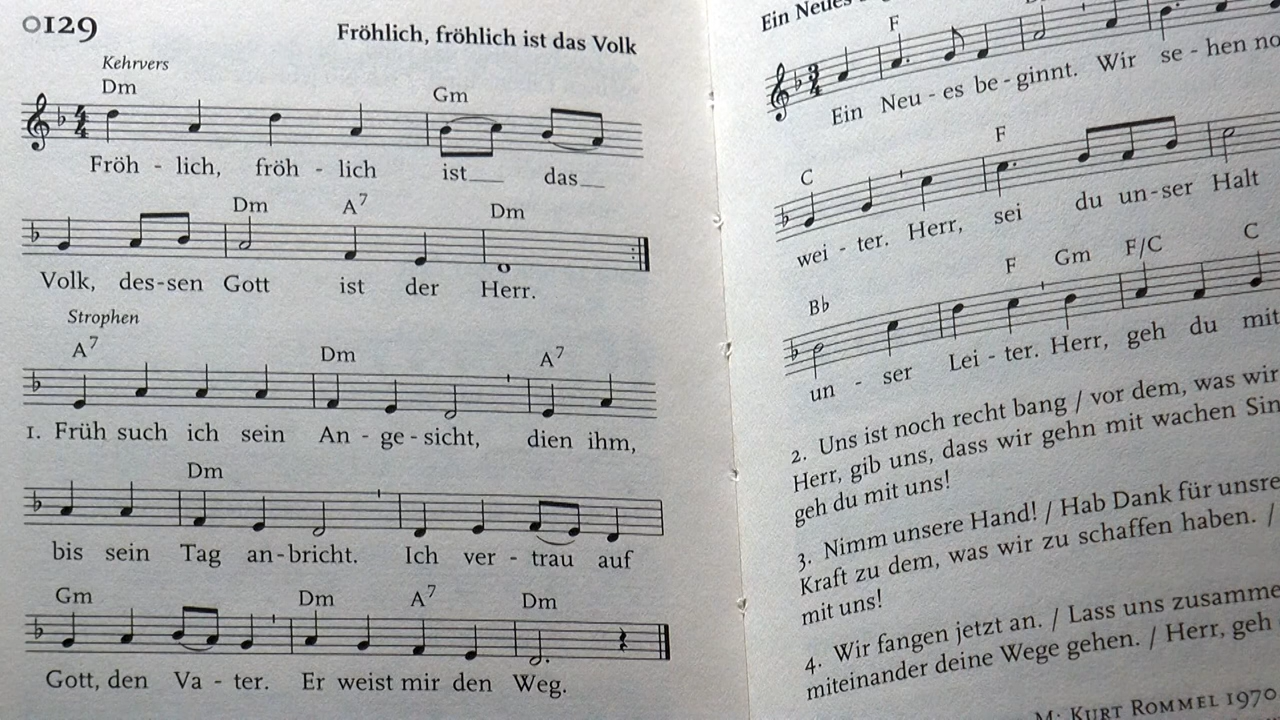 0129
Fröhlich, fröhlich ist das Volk
Kehrvers
Dm Gm
Fröh - lich, fröh - lich ist das
Dm A7 Dm
Volk, des-sen Gott ist der Herr.
Strophen
A7 Dm A7
1. Früh such ich sein An - ge - sicht, dien ihm,
Dm
bis sein Tag an - bricht. Ich ver - trau auf
Gm Dm A7 Dm
Gott, den Va - ter. Er weist mir den Weg.
Ein Neues
F
Ein Neu - es be - ginnt. Wir se - hen
C F
wei - ter. Herr, sei du un - ser Halt
Bb F Gm F/C C
un - ser Lei - ter. Herr, geh du mit
2. Uns ist noch recht bang / vor dem, was wir
Herr, gib uns, dass wir gehn mit wachen
geh du mit uns!
3. Nimm unsere Hand! / Hab Dank für
Kraft zu dem, was wir zu schaffen haben. /
mit uns!
4. Wir fangen jetzt an. / Lass uns
miteinander deine Wege gehen. / Herr, geh
M: KURT ROMMEL 1970